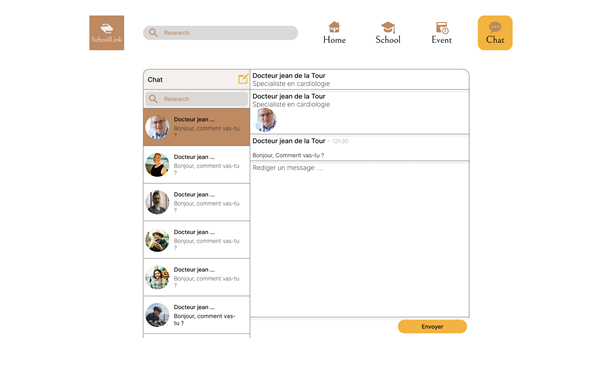 SchoolLink
Research
Home
School
Event
Chat
Chat
Research
Docteur jean ...
Bonjour, comment vas-tu
?
Docteur jean ...
Bonjour, comment vas-tu
?
Docteur jean ...
Bonjour, comment vas-tu
?
Docteur jean ...
Bonjour, comment vas-tu
?
Docteur jean ...
Bonjour, comment vas-tu
?
Docteur jean ...
Bonjour, comment vas-
tu ?
Docteur jean de la Tour
Specialiste en cardiologie
Docteur jean de la Tour
Specialiste en cardiologie
Docteur jean de la Tour - 12h30
Bonjour, Comment vas-tu ?
Rediger un message ....
Envoyer